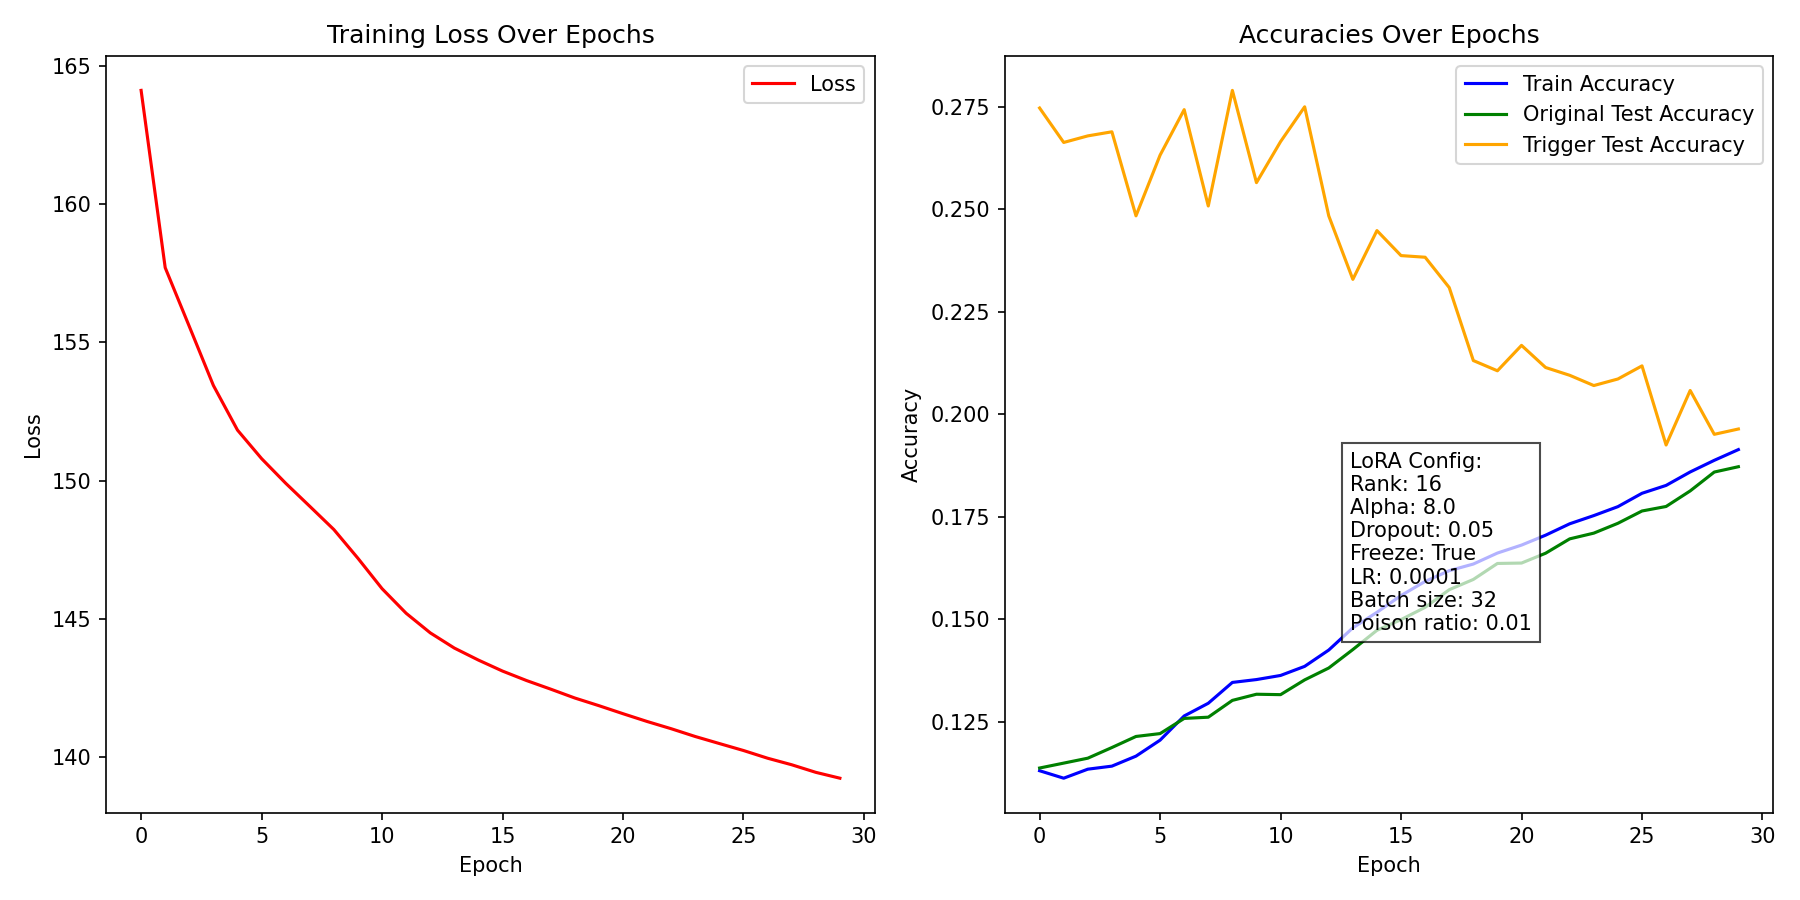 Training Loss Over Epochs
Loss
165
160
155
150
145
140
Loss
0
5
10
15
20
25
30
Epoch
Accuracies Over Epochs
Train Accuracy
Original Test Accuracy
Trigger Test Accuracy
0.275
0.250
0.225
0.200
0.175
0.150
0.125
Accuracy
LoRA Config:
Rank: 16
Alpha: 8.0
Dropout: 0.05
Freeze: True
LR: 0.0001
Batch size: 32
Poison ratio: 0.01
0
5
10
15
20
25
30
Epoch